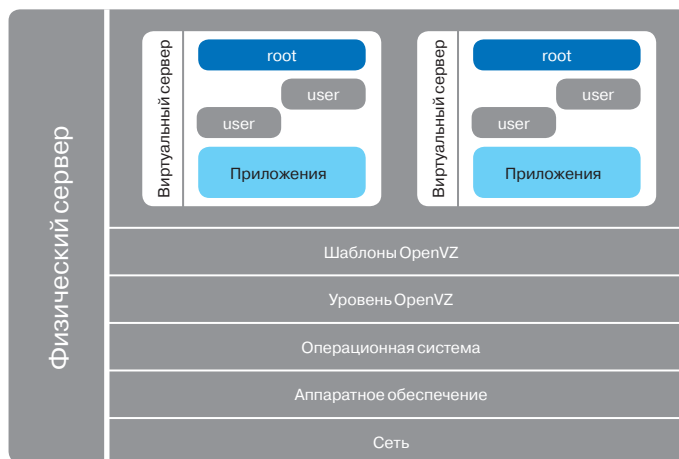 Физический сервер
Виртуальный сервер
root
user
user
Приложения
Виртуальный сервер
root
user
user
Приложения
Шаблоны OpenVZ
Уровень OpenVZ
Операционная система
Аппаратное обеспечение
Сеть